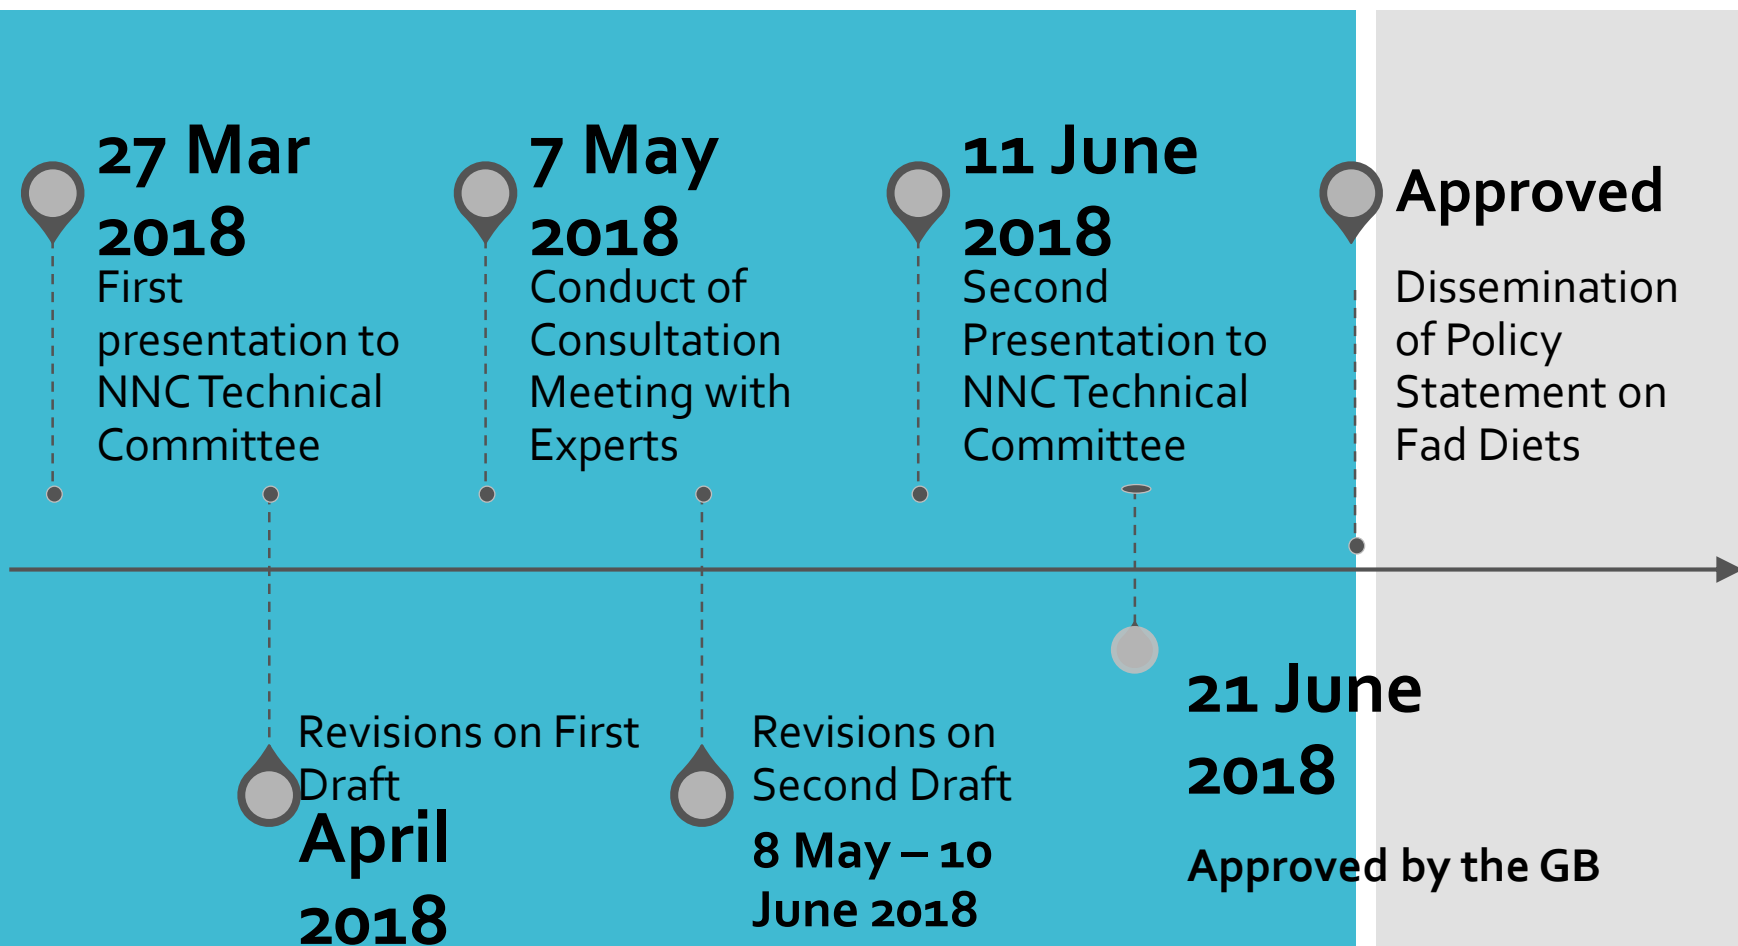 27 Mar
2018
First
presentation to
NNC Technical
Committee
Revisions on First
Draft
April
2018
7 May
2018
Conduct of
Consultation
Meeting with
Experts
Revisions on
Second Draft
8 May – 10
June 2018
11 June
2018
Second
Presentation to
NNC Technical
Committee
21 June
2018
Approved by the GB
Approved
Dissemination
of Policy
Statement on
Fad Diets